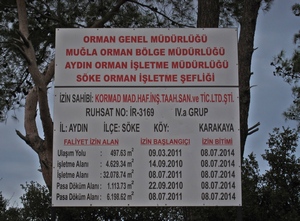 ORMAN GENEL MÜDÜRLÜĞÜ
MUĞLA ORMAN BÖLGE MÜDÜRLÜĞÜ
AYDIN ORMAN İŞLETME MÜDÜRLÜĞÜ
SÖKE ORMAN İŞLETME ŞEFLİĞİ
İZİN SAHİBİ: KORMAD MAD.HAF.İNŞ.TAAH.SAN.ve TİC.LTD.ŞTİ.
RUHSAT NO: İR-3169 IV.a GRUP
İL: AYDIN İLÇE: SÖKE KÖY: KARAKAYA
FALİYET İZİN ALAN İZİN BAŞLANGICI İZİN BİTİMİ
Ulaşım Yolu : 497.63 m² 09.03.2011 08.07.2014
İşletme Alanı : 4.629.34 m² 14.09.2010 08.07.2014
İşletme Alanı : 32.078.74 m² 08.07.2011 08.07.2014
Pasa Döküm Alanı : 1.113.73 m² 22.09.2010 08.07.2014
Pasa Döküm Alanı : 6.198.62 m² 08.07.2011 08.07.2014